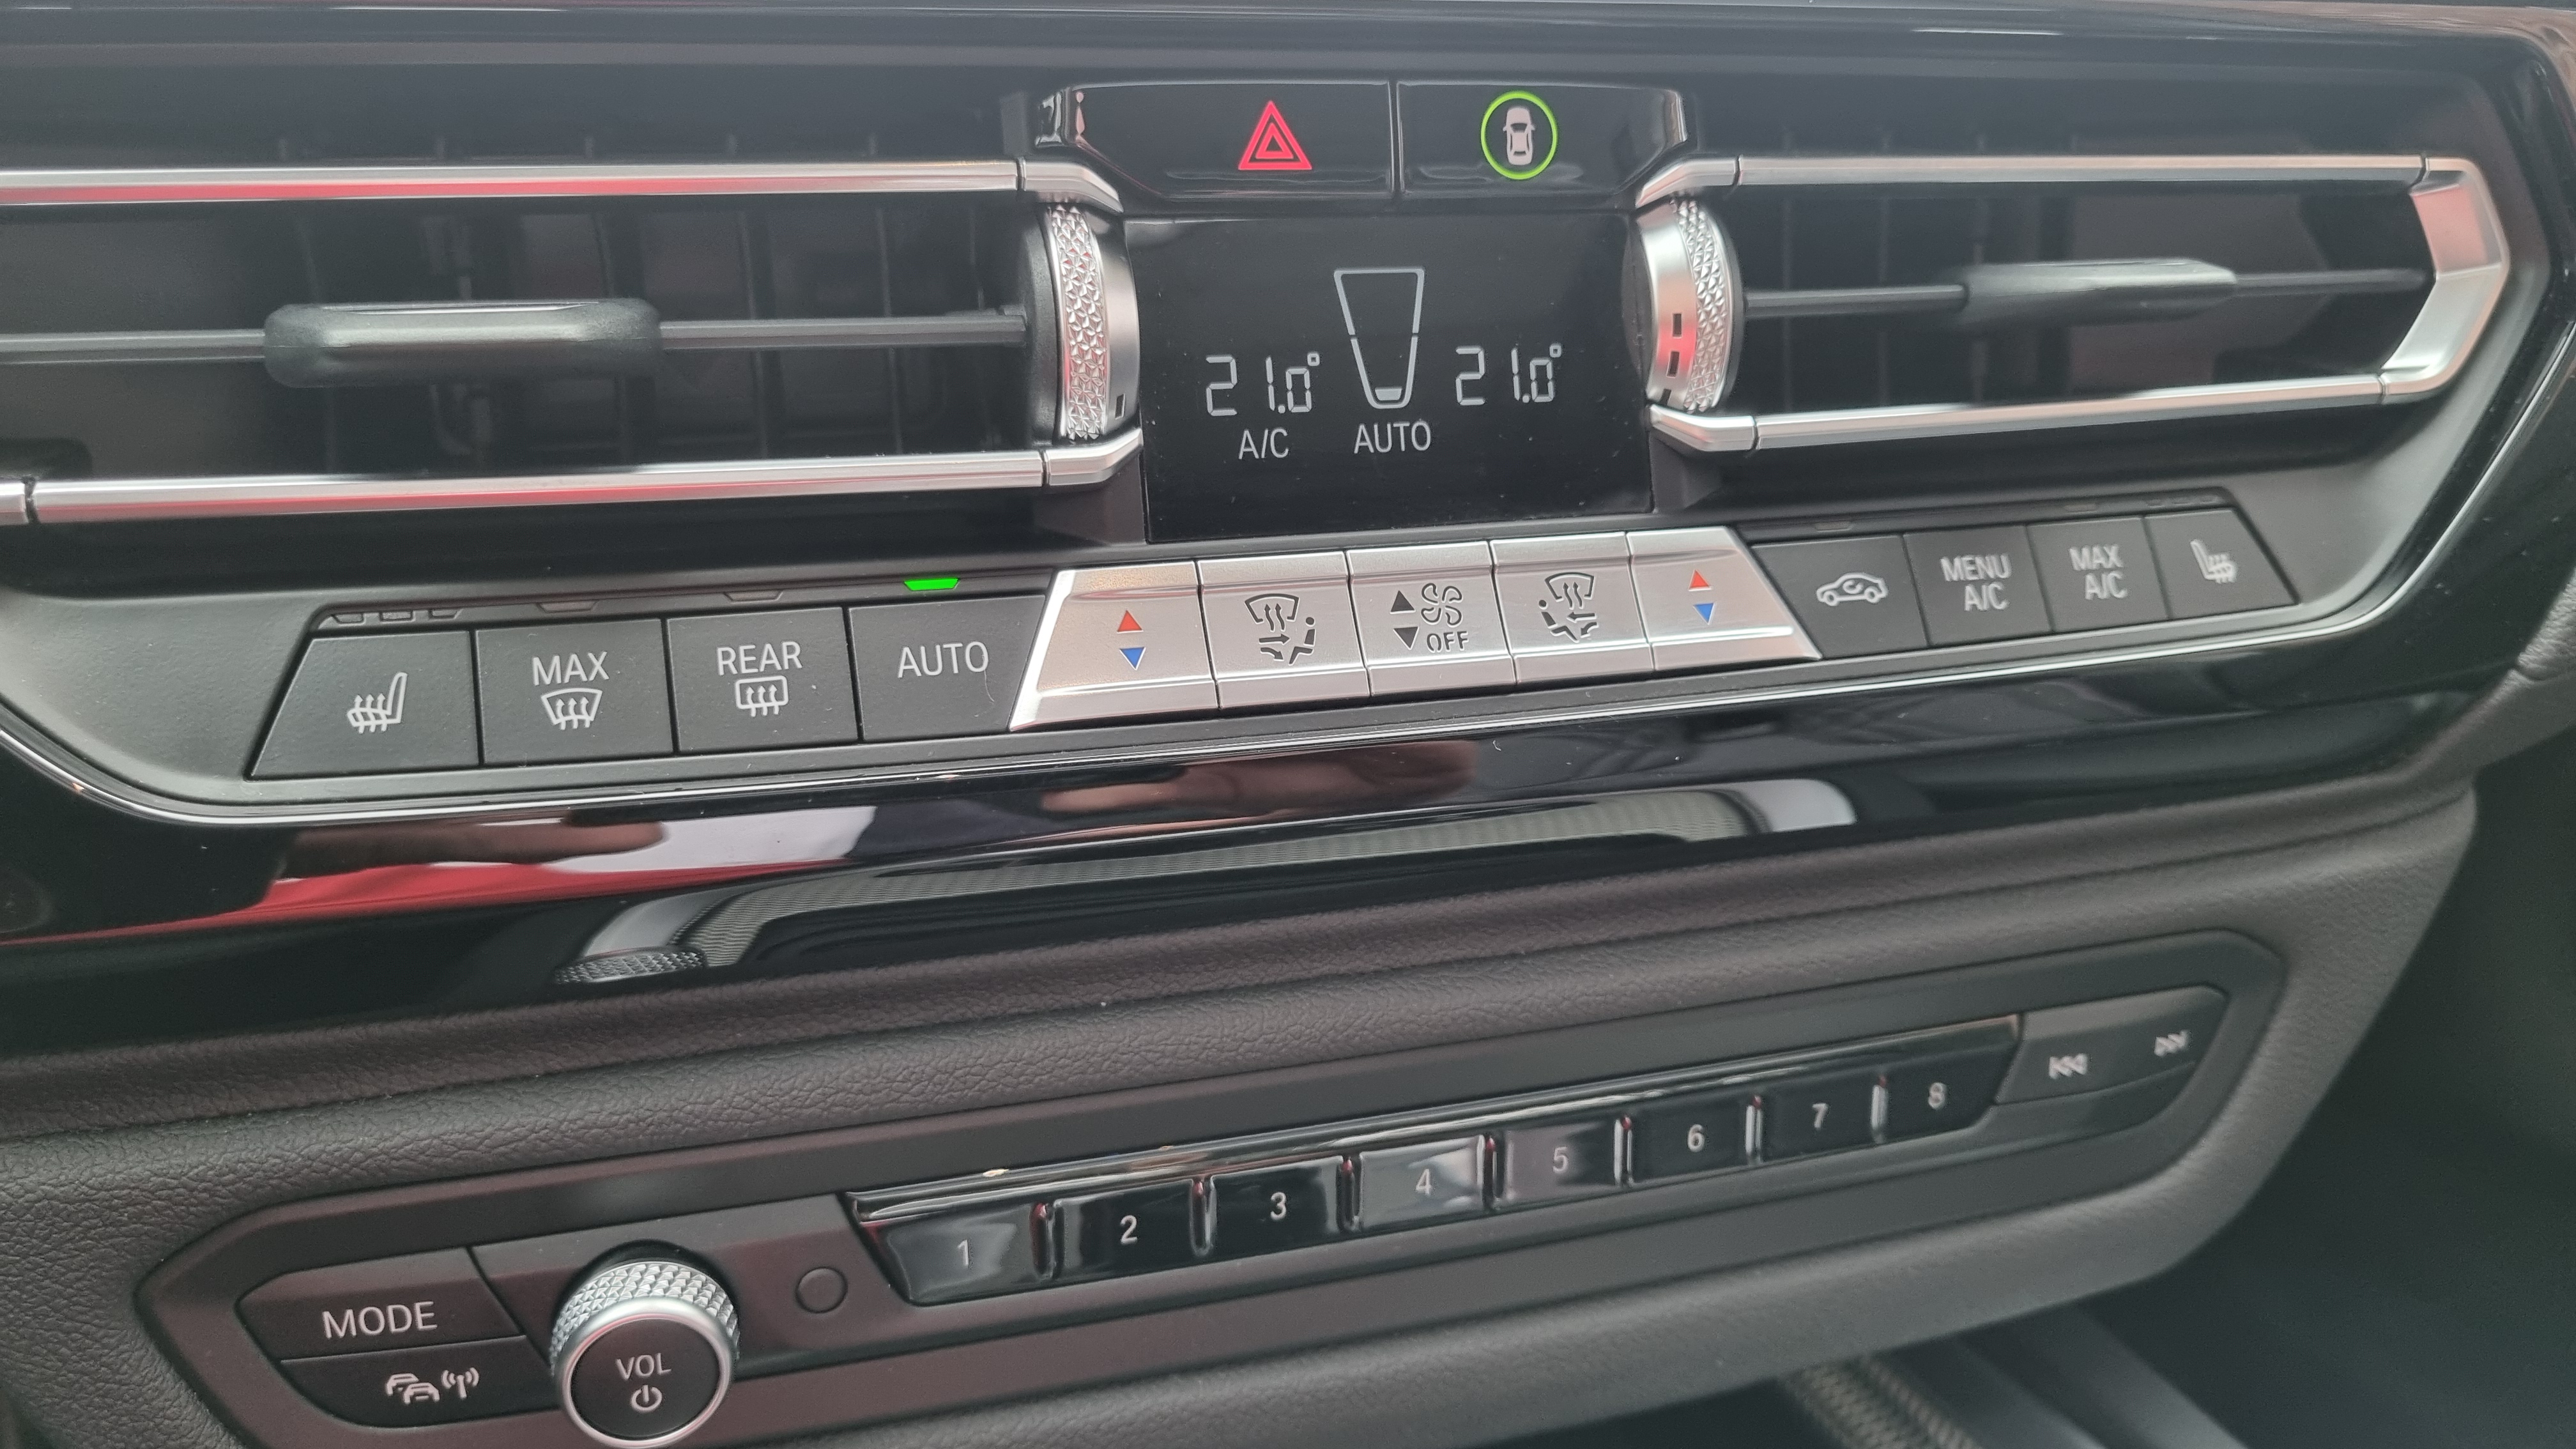 21.0°
21.0°
A/C
AUTO
MAX
REAR
AUTO
OFF
MENU
A/C
MAX
A/C
1
2
3
4
5
6
7
8
MODE
VOL